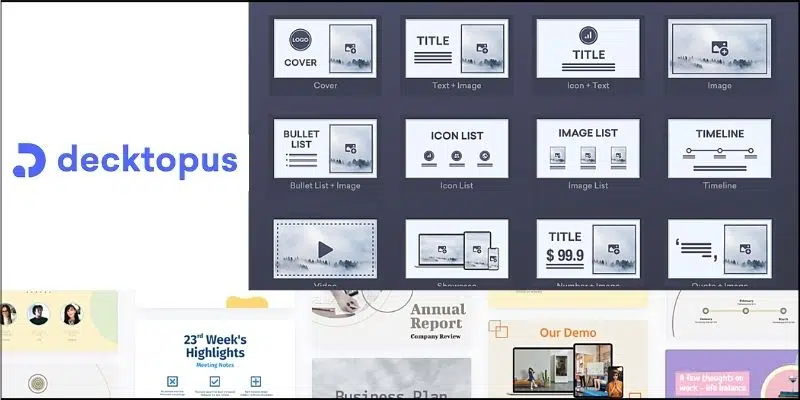 decktopus
LOGO
COVER
Cover
TITLE
Text + Image
TITLE
Icon + Text
Image
BULLET
LIST
Bullet List + Image
ICON LIST
Icon List
IMAGE LIST
Image List
TIMELINE
Timeline
Video
Showcase
TITLE
$ 99.9
Number + Image
Quote + Image
23rd Week's
Highlights
Meeting Notes
Annual
Report
Company Review
Business Plan
Our Demo
January
February
March
A few thoughts on
work - life balance